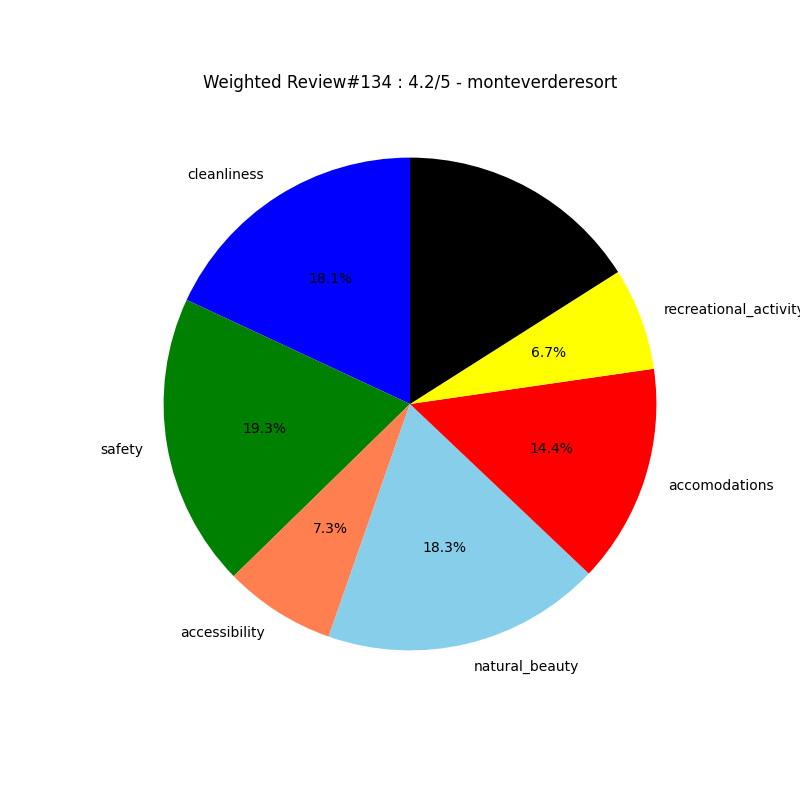 Weighted Review#134 : 4.2/5 - monteverderesort
cleanliness
18.1%
recreational_activity
6.7%
safety
19.3%
14.4%
accomodations
7.3%
18.3%
accessibility
natural_beauty